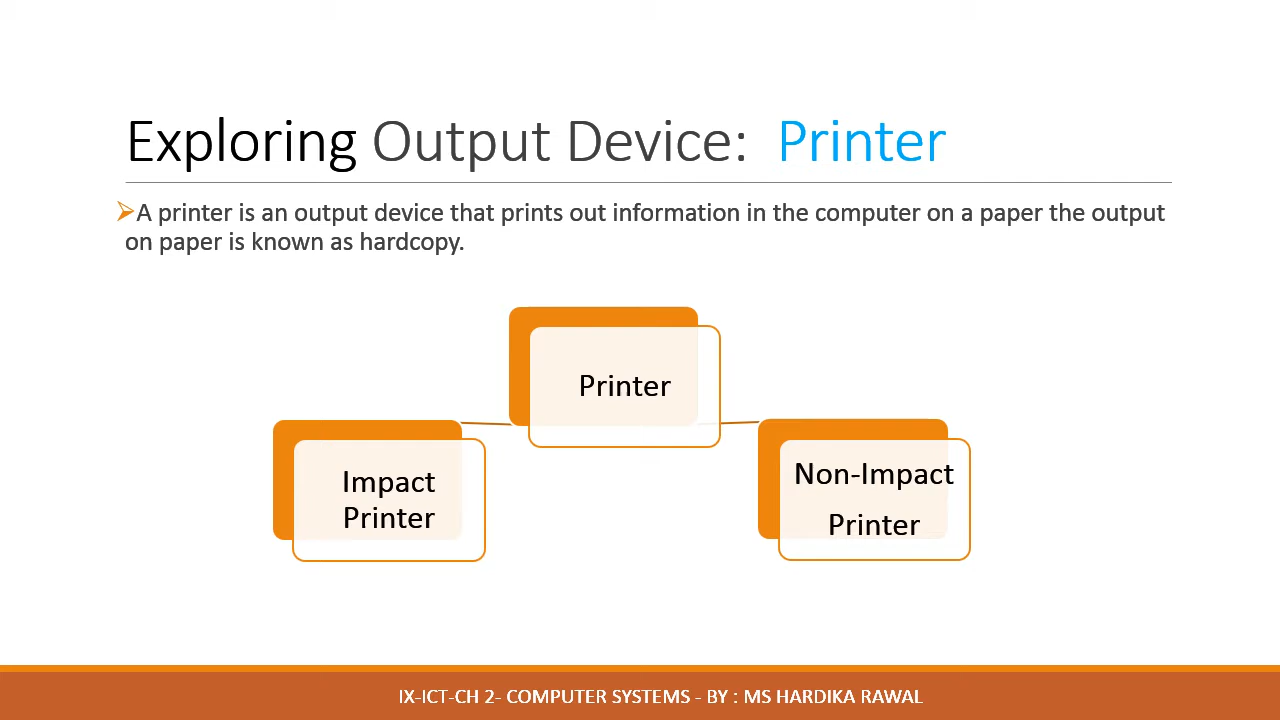 Exploring Output Device: Printer
➢A printer is an output device that prints out information in the computer on a paper the output
on paper is known as hardcopy.
Printer
Impact
Printer
Non-Impact
Printer
IX-ICT-CH 2- COMPUTER SYSTEMS - BY : MS HARDIKA RAWAL